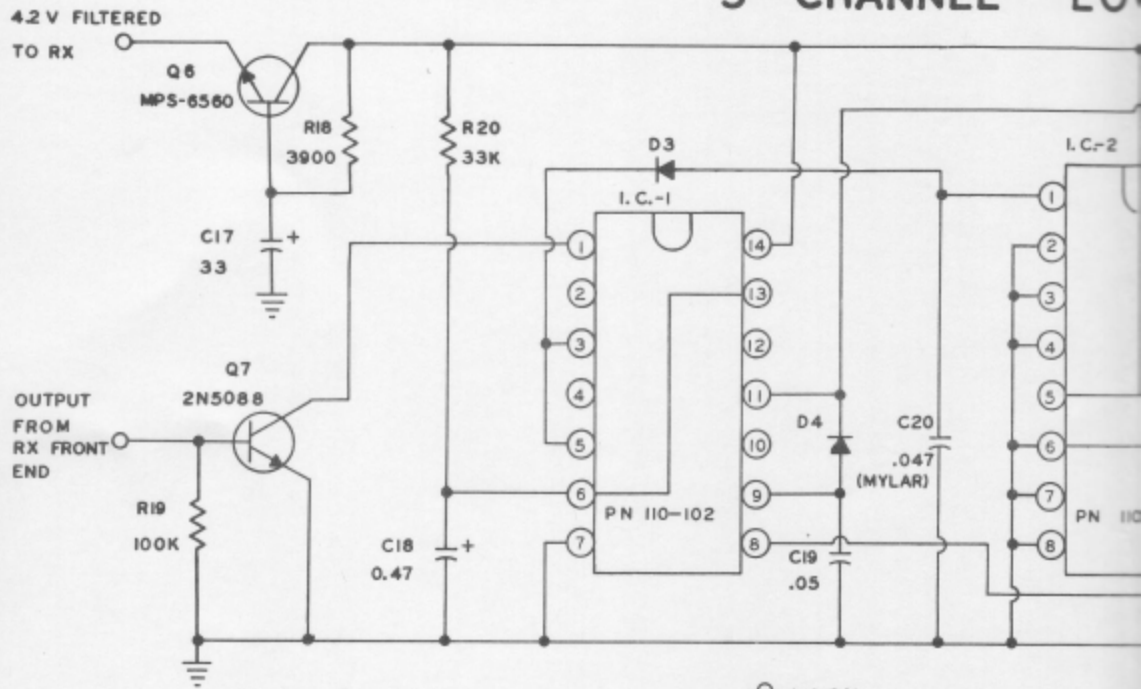 5 CHANNEL
4.2 V FILTERED
TO RX
Q6
MPS-6560
R18
3900
R20
33K
D3
I.C.-1
I.C.-2
C17
+
33
1
2
3
4
5
6
7
14
13
12
11
10
9
8
PN 110-102
1
2
3
4
5
6
7
8
PN
Q7
2N5088
OUTPUT
FROM
RX FRONT
END
R19
100K
C18
+
0.47
D4
C20
.047
(MYLAR)
C19
.05